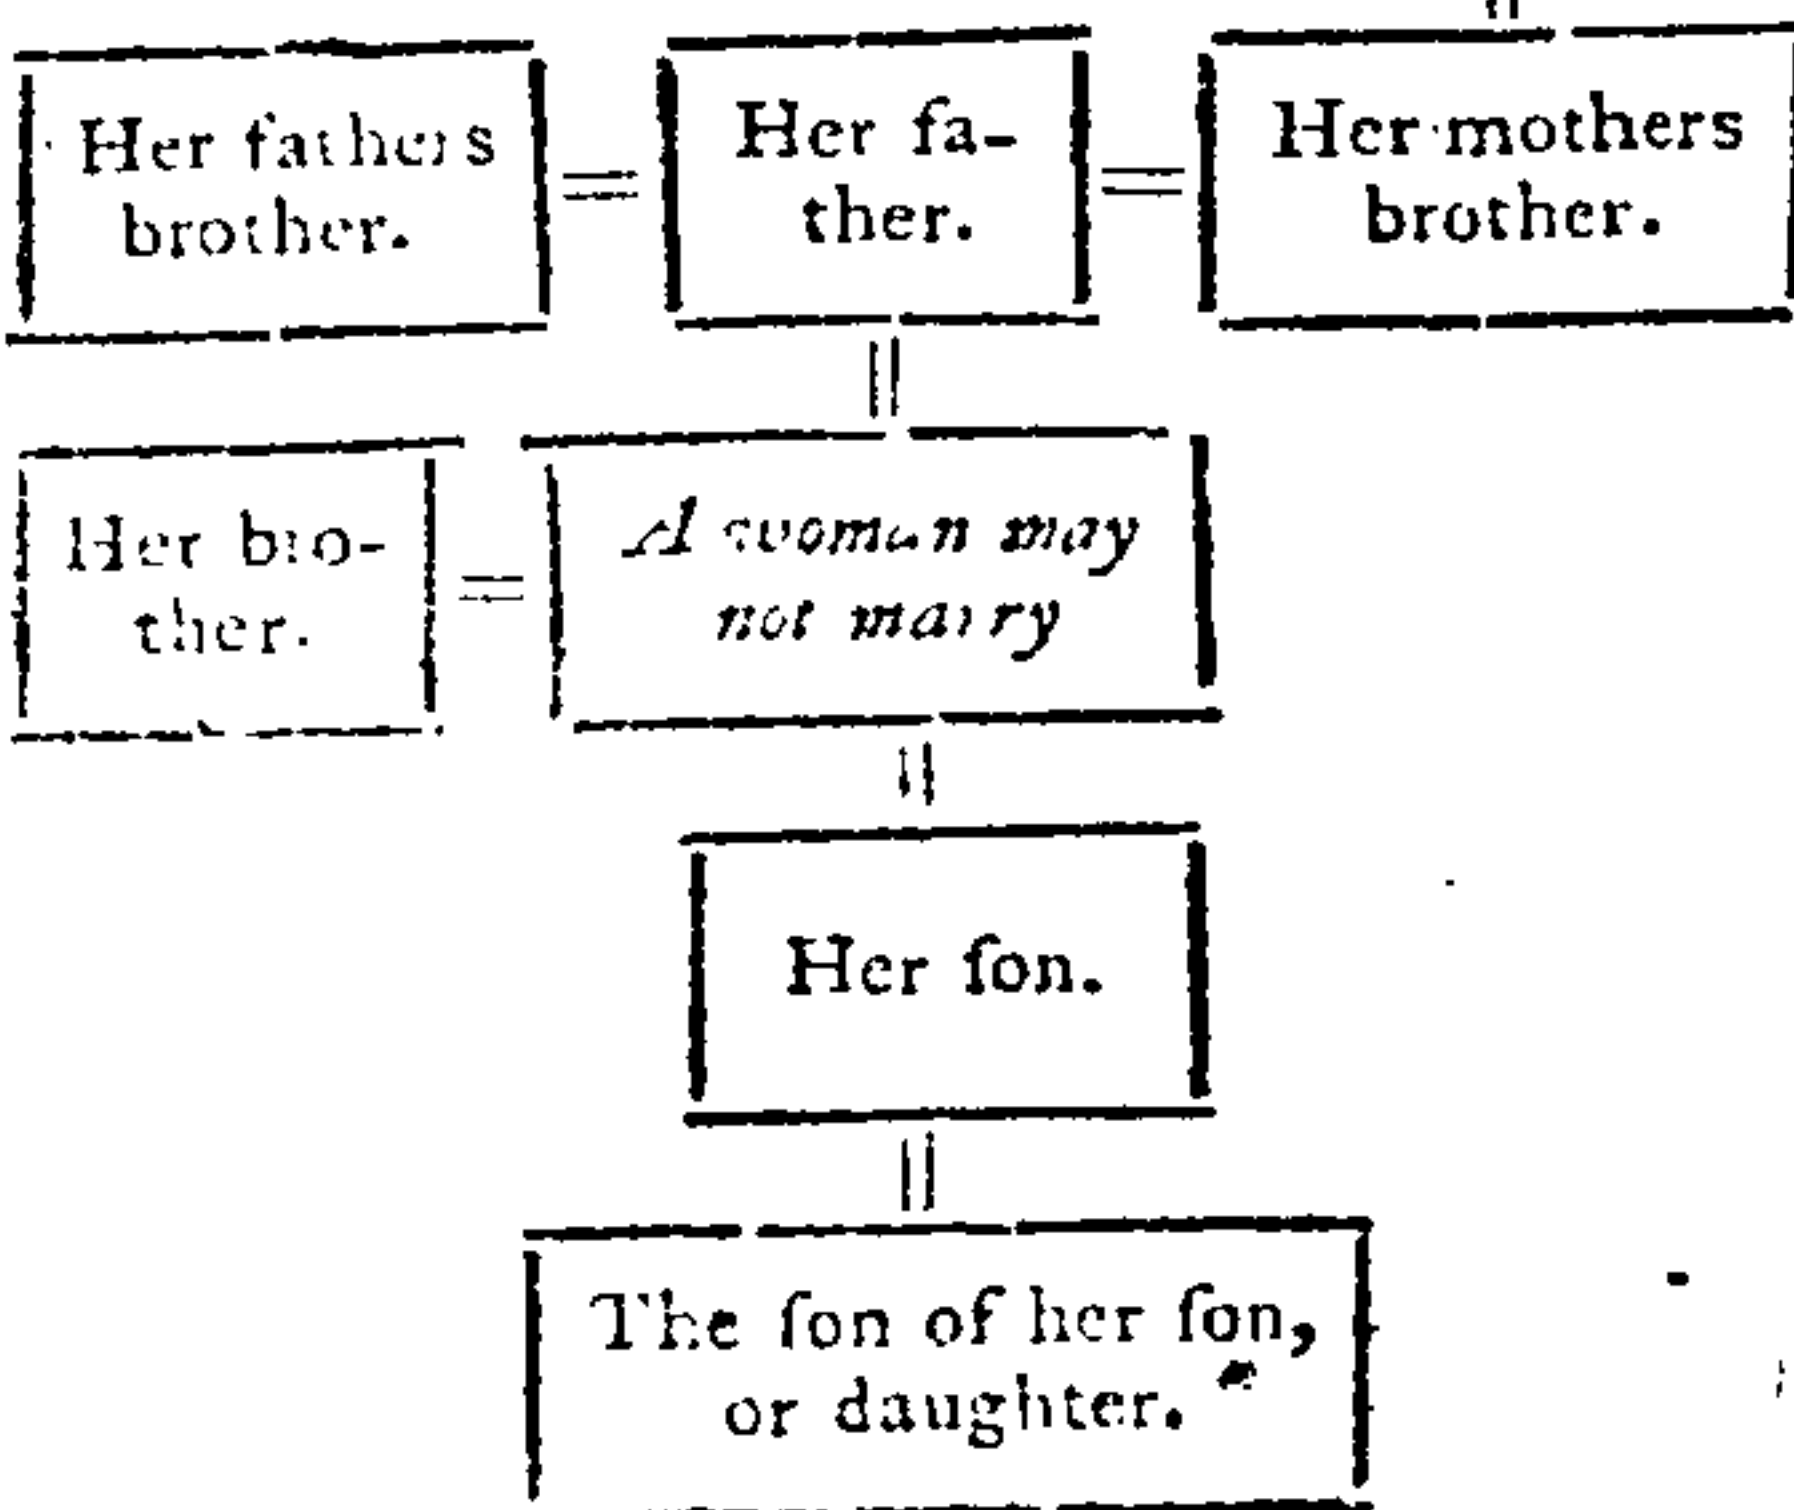 Her fathers
brother.
Her fa-
ther.
Her mothers
brother.
Her bro-
ther.
A woman may
not marry
Her ſon.
The ſon of her ſon,
or daughter.